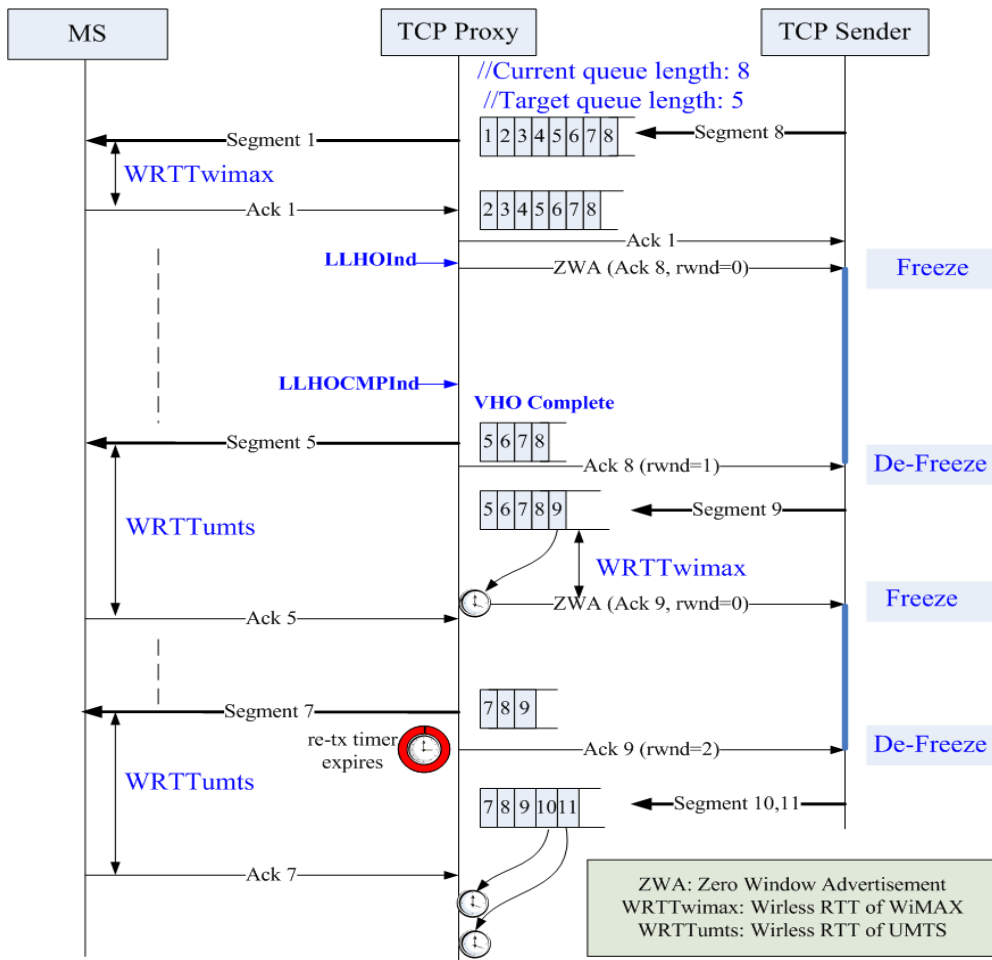 MS
TCP Proxy
TCP Sender
//Current queue length: 8
//Target queue length: 5
Segment 1
1 2 3 4 5 6 7 8
Segment 8
WRTTwimax
Ack 1
2 3 4 5 6 7 8
Ack 1
LLHOInd
ZWA (Ack 8, rwnd=0)
Freeze
LLHOCMPInd
VHO Complete
Segment 5
5 6 7 8
Ack 8 (rwnd=1)
De-Freeze
WRTTumts
5 6 7 8 9
Segment 9
WRTTwimax
ZWA (Ack 9, rwnd=0)
Freeze
Ack 5
Segment 7
7 8 9
re-tx timer
expires
Ack 9 (rwnd=2)
De-Freeze
WRTTumts
7 8 9 10 11
Segment 10,11
Ack 7
ZWA: Zero Window Advertisement
WRTTwimax: Wirless RTT of WiMAX
WRTTumts: Wirless RTT of UMTS